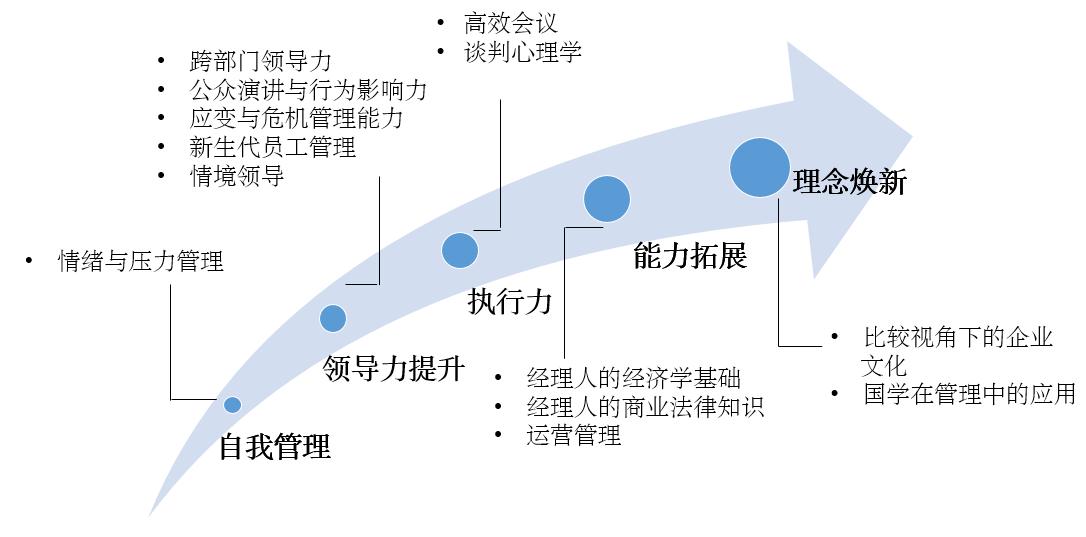 • 高效会议
• 谈判心理学
• 跨部门领导力
• 公众演讲与行为影响力
• 应变与危机管理能力
• 新生代员工管理
• 情境领导
理念焕新
能力拓展
• 情绪与压力管理
执行力
• 比较视角下的企业
文化
• 国学在管理中的应用
领导力提升
• 经理人的经济学基础
• 经理人的商业法律知识
• 运营管理
自我管理